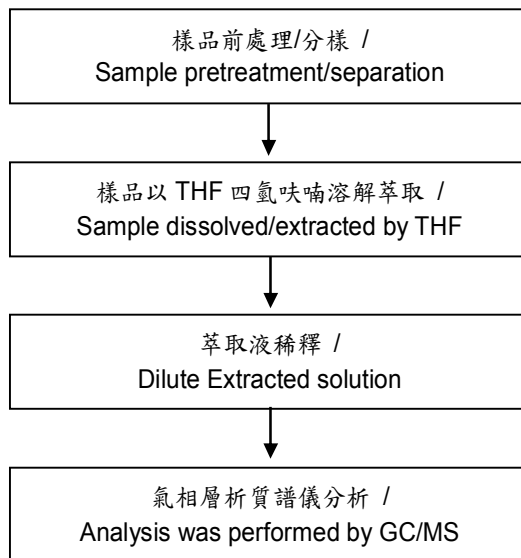 樣品前處理/分樣 /
Sample pretreatment/separation
樣品以 THF 四氫呋喃溶解萃取 /
Sample dissolved/extracted by THF
萃取液稀釋 /
Dilute Extracted solution
氣相層析質譜儀分析 /
Analysis was performed by GC/MS